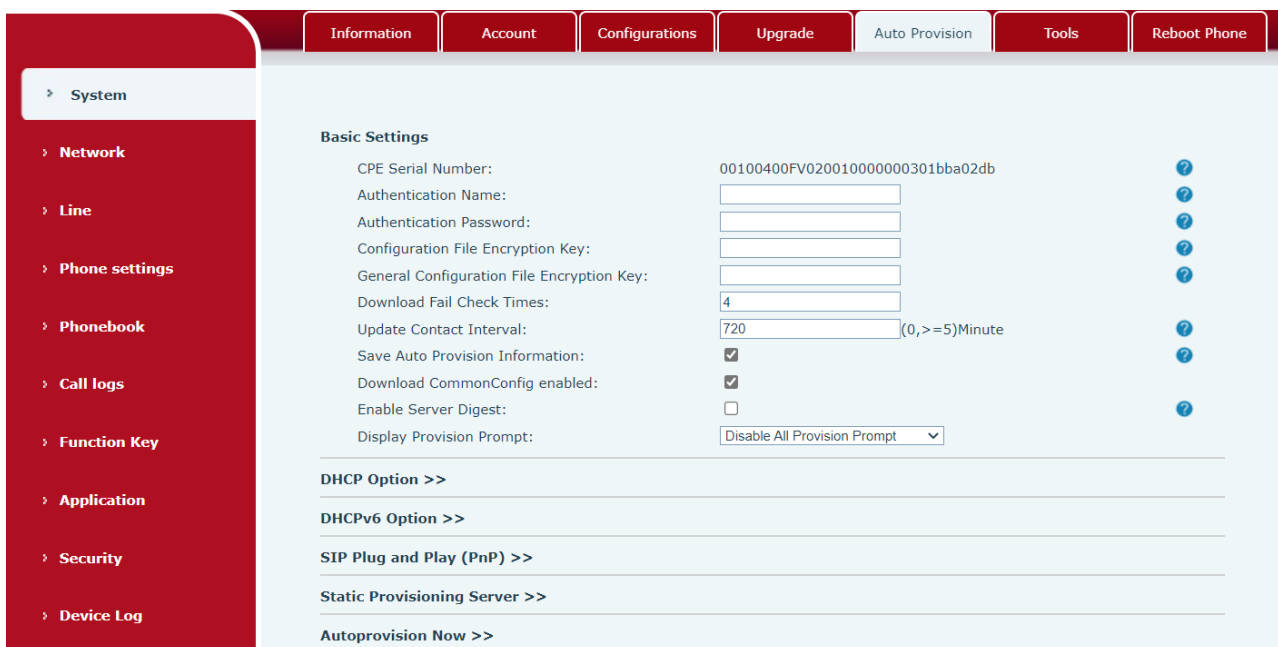 Information Account Configurations Upgrade Auto Provision Tools Reboot Phone
System
Network
Line
Phone settings
Phonebook
Call logs
Function Key
Application
Security
Device Log
Basic Settings
CPE Serial Number: 00100400FV020010000000301bba02db
Authentication Name:
Authentication Password:
Configuration File Encryption Key:
General Configuration File Encryption Key:
Download Fail Check Times: 4
Update Contact Interval: 720 (0,>=5)Minute
Save Auto Provision Information:
Download CommonConfig enabled:
Enable Server Digest:
Display Provision Prompt: Disable All Provision Prompt
DHCP Option >>
DHCPv6 Option >>
SIP Plug and Play (PnP) >>
Static Provisioning Server >>
Autoprovision Now >>